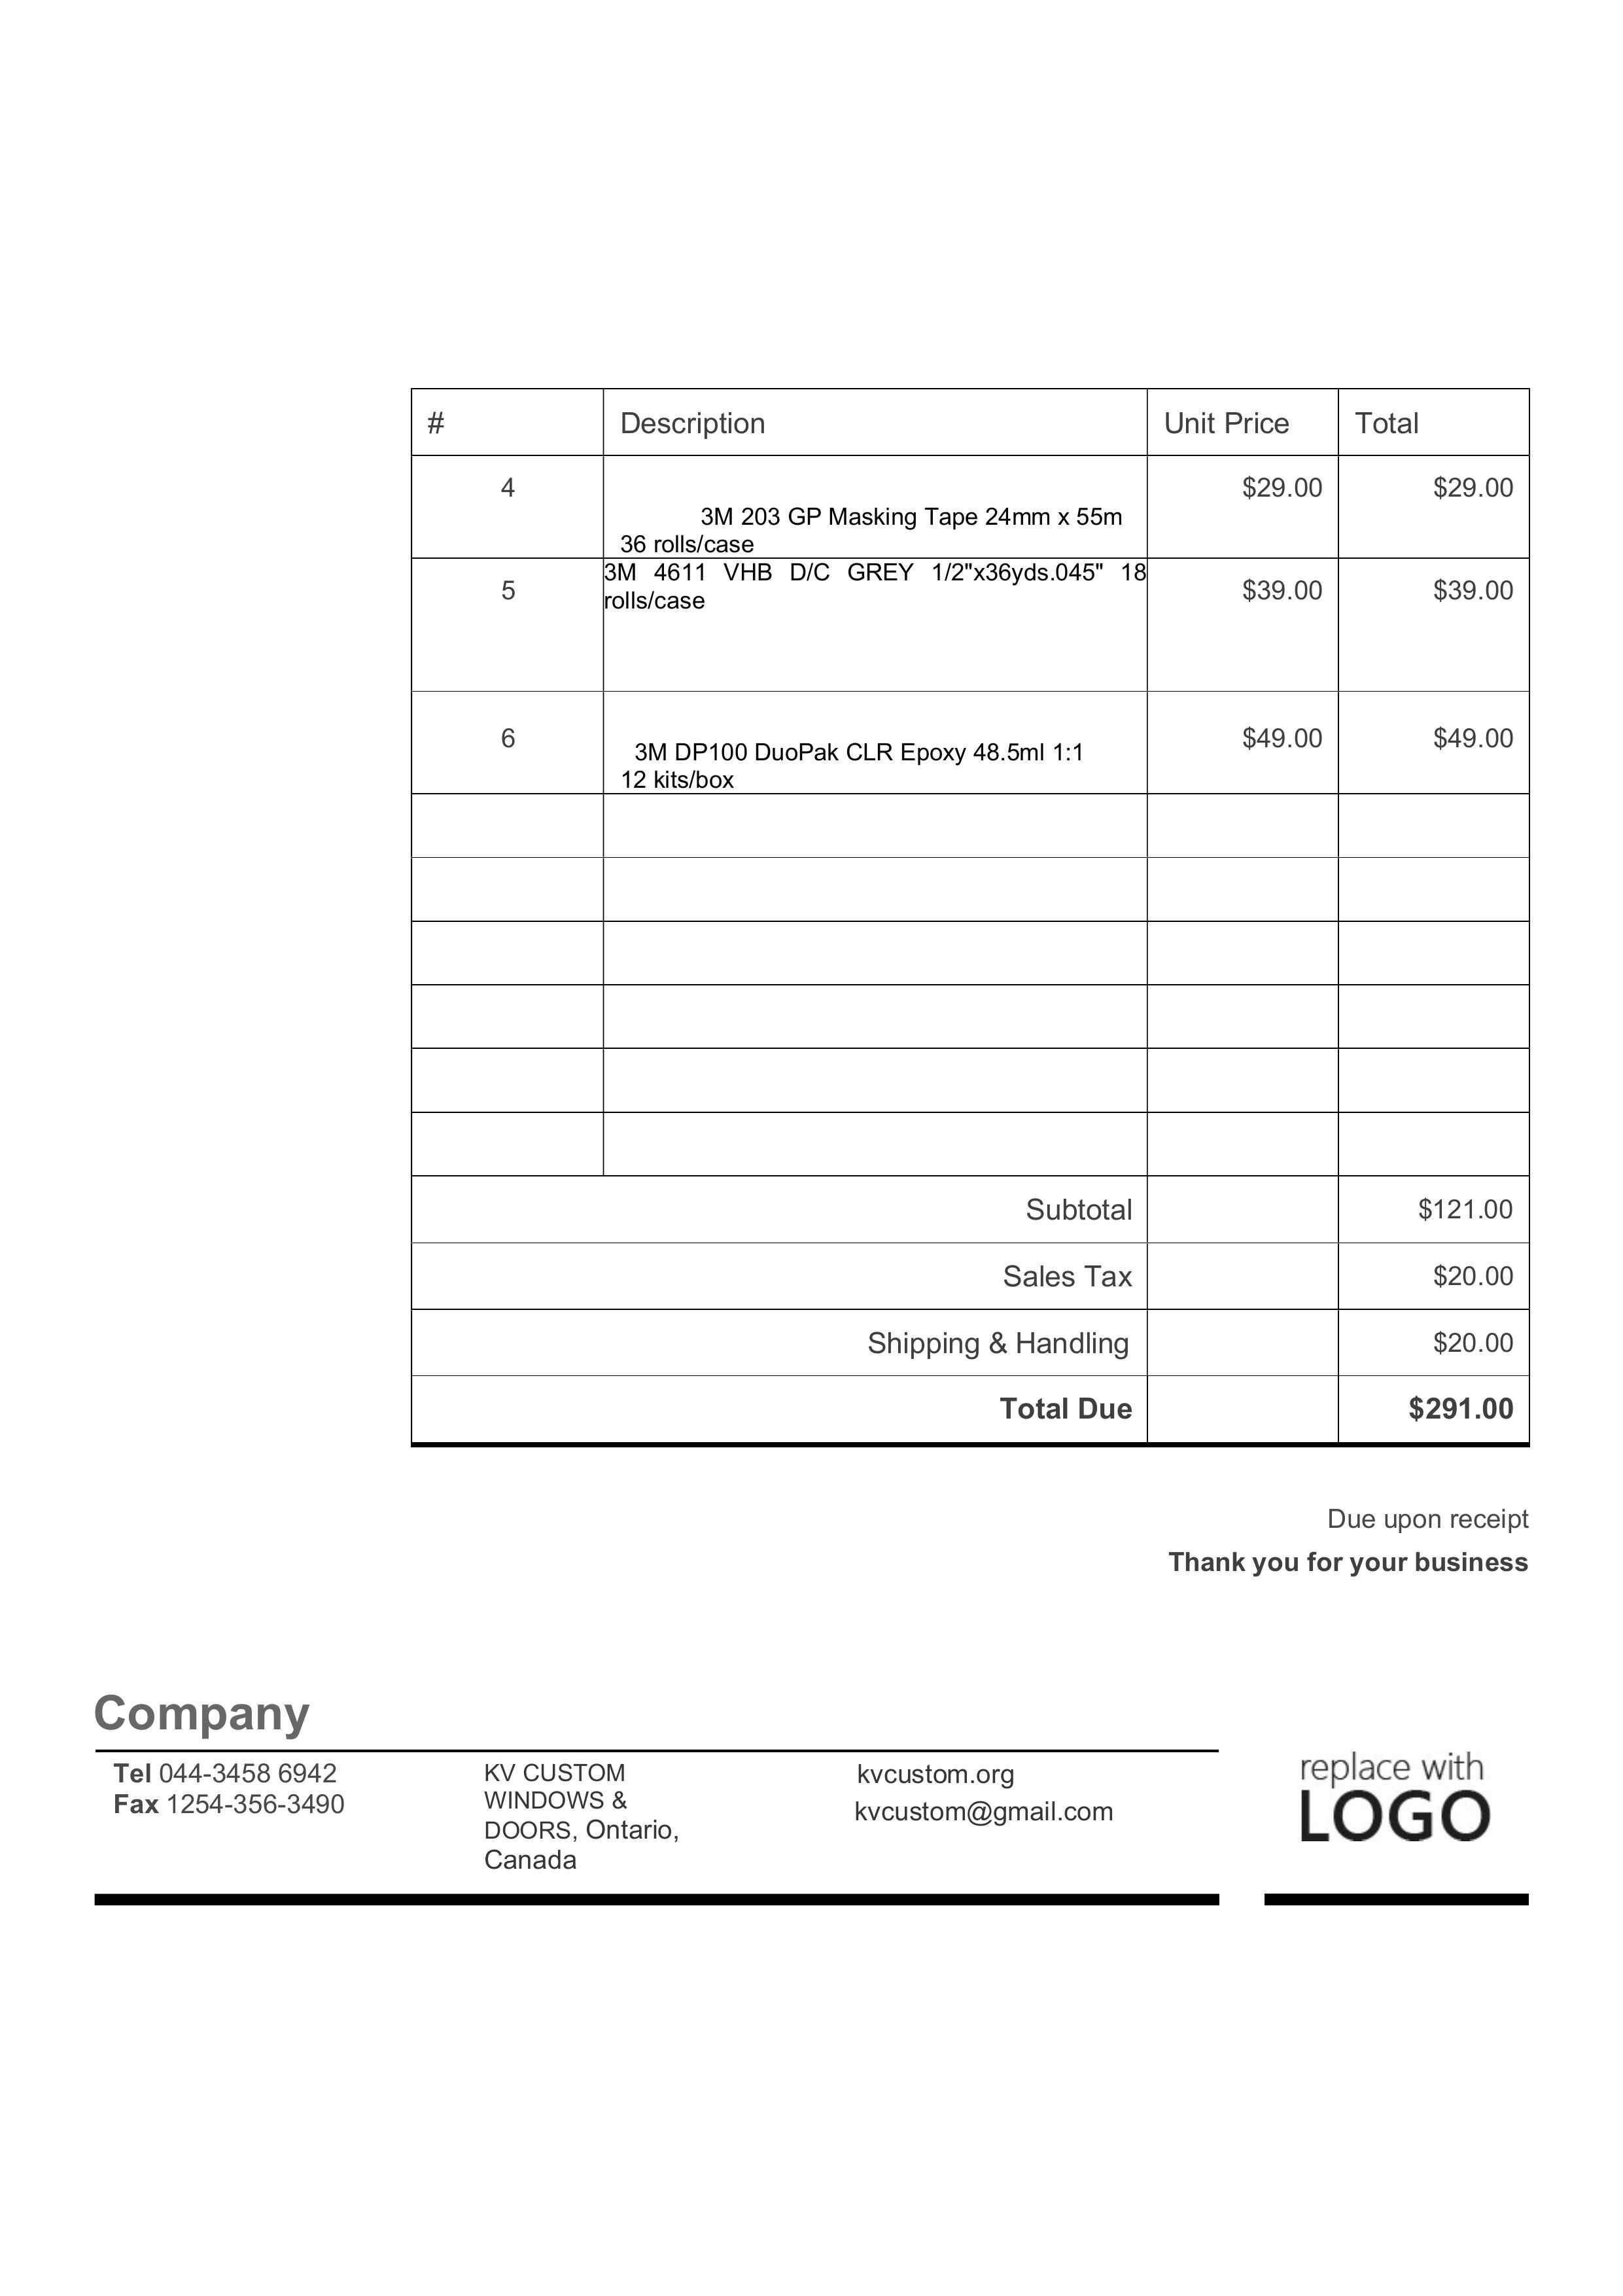 # Description Unit Price Total
4 $29.00 $29.00
3M 203 GP Masking Tape 24mm x 55m
36 rolls/case
3M 4611 VHB D/C GREY 1/2"x36yds.045" 18
5 $39.00 $39.00
rolls/case
6 $49.00 $49.00
3M DP100 DuoPak CLR Epoxy 48.5ml 1:1
12 kits/box
Subtotal $121.00
Sales Tax $20.00
Shipping & Handling $20.00
Total Due $291.00
Due upon receipt
Thank you for your business
Company
Tel 044-3458 6942
Fax 1254-356-3490
KV CUSTOM
WINDOWS &
DOORS, Ontario,
Canada
kvcustom.org
kvcustom@gmail.com
replace with
LOGO